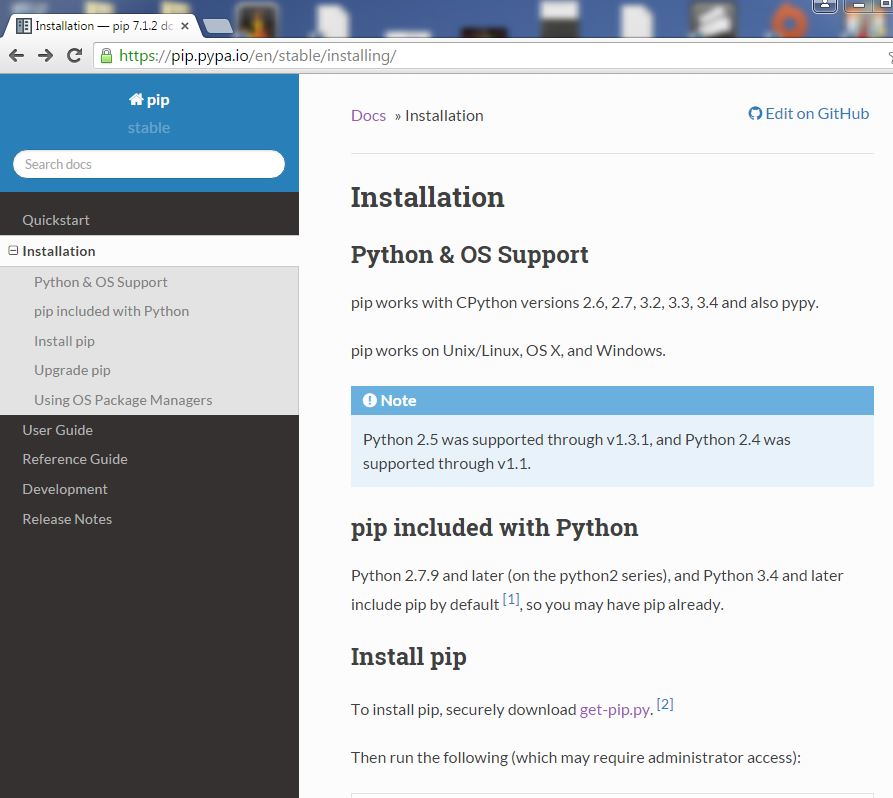 Installation — pip 7.1.2 do
https://pip.pypa.io/en/stable/installing/
pip
stable
Search docs
Quickstart
Installation
Python & OS Support
pip included with Python
Install pip
Upgrade pip
Using OS Package Managers
User Guide
Reference Guide
Development
Release Notes
Docs » Installation
Edit on GitHub
Installation
Python & OS Support
pip works with CPython versions 2.6, 2.7, 3.2, 3.3, 3.4 and also pypy.
pip works on Unix/Linux, OS X, and Windows.
Note
Python 2.5 was supported through v1.3.1, and Python 2.4 was
supported through v1.1.
pip included with Python
Python 2.7.9 and later (on the python2 series), and Python 3.4 and later
include pip by default [1], so you may have pip already.
Install pip
To install pip, securely download get-pip.py. [2]
Then run the following (which may require administrator access):